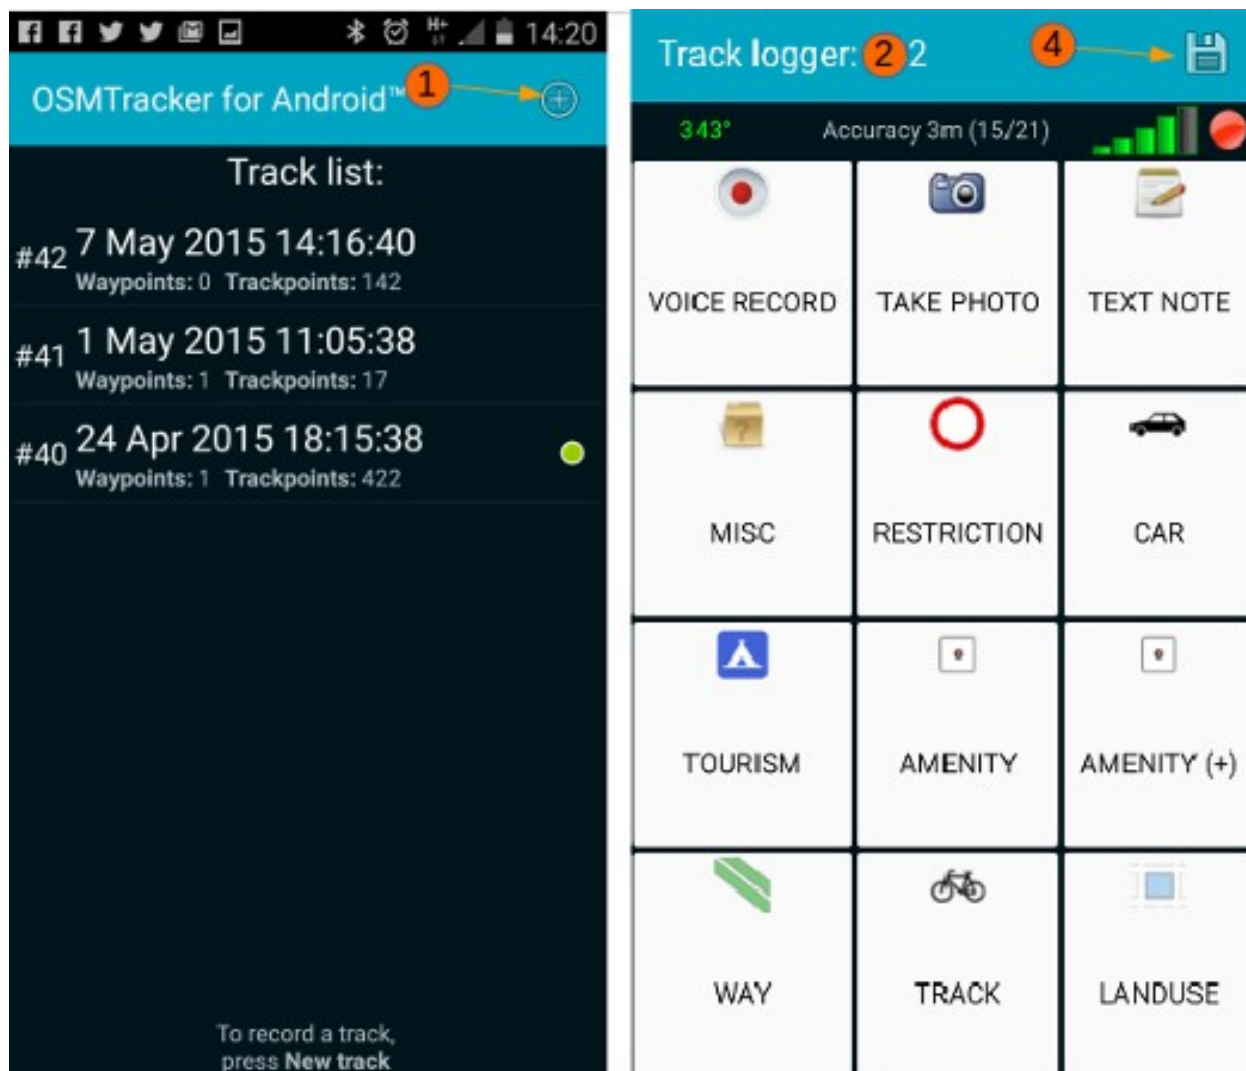 H+
14:20
OSMTracker for Android™
1
Track list:
#42
7 May 2015 14:16:40
Waypoints: 0 Trackpoints: 142
#41
1 May 2015 11:05:38
Waypoints: 1 Trackpoints: 17
#40
24 Apr 2015 18:15:38
Waypoints: 1 Trackpoints: 422
To record a track,
press New track
Track logger: 2 2
4
343° Accuracy 3m (15/21)
VOICE RECORD
TAKE PHOTO
TEXT NOTE
MISC
RESTRICTION
CAR
TOURISM
AMENITY
AMENITY (+)
WAY
TRACK
LANDUSE